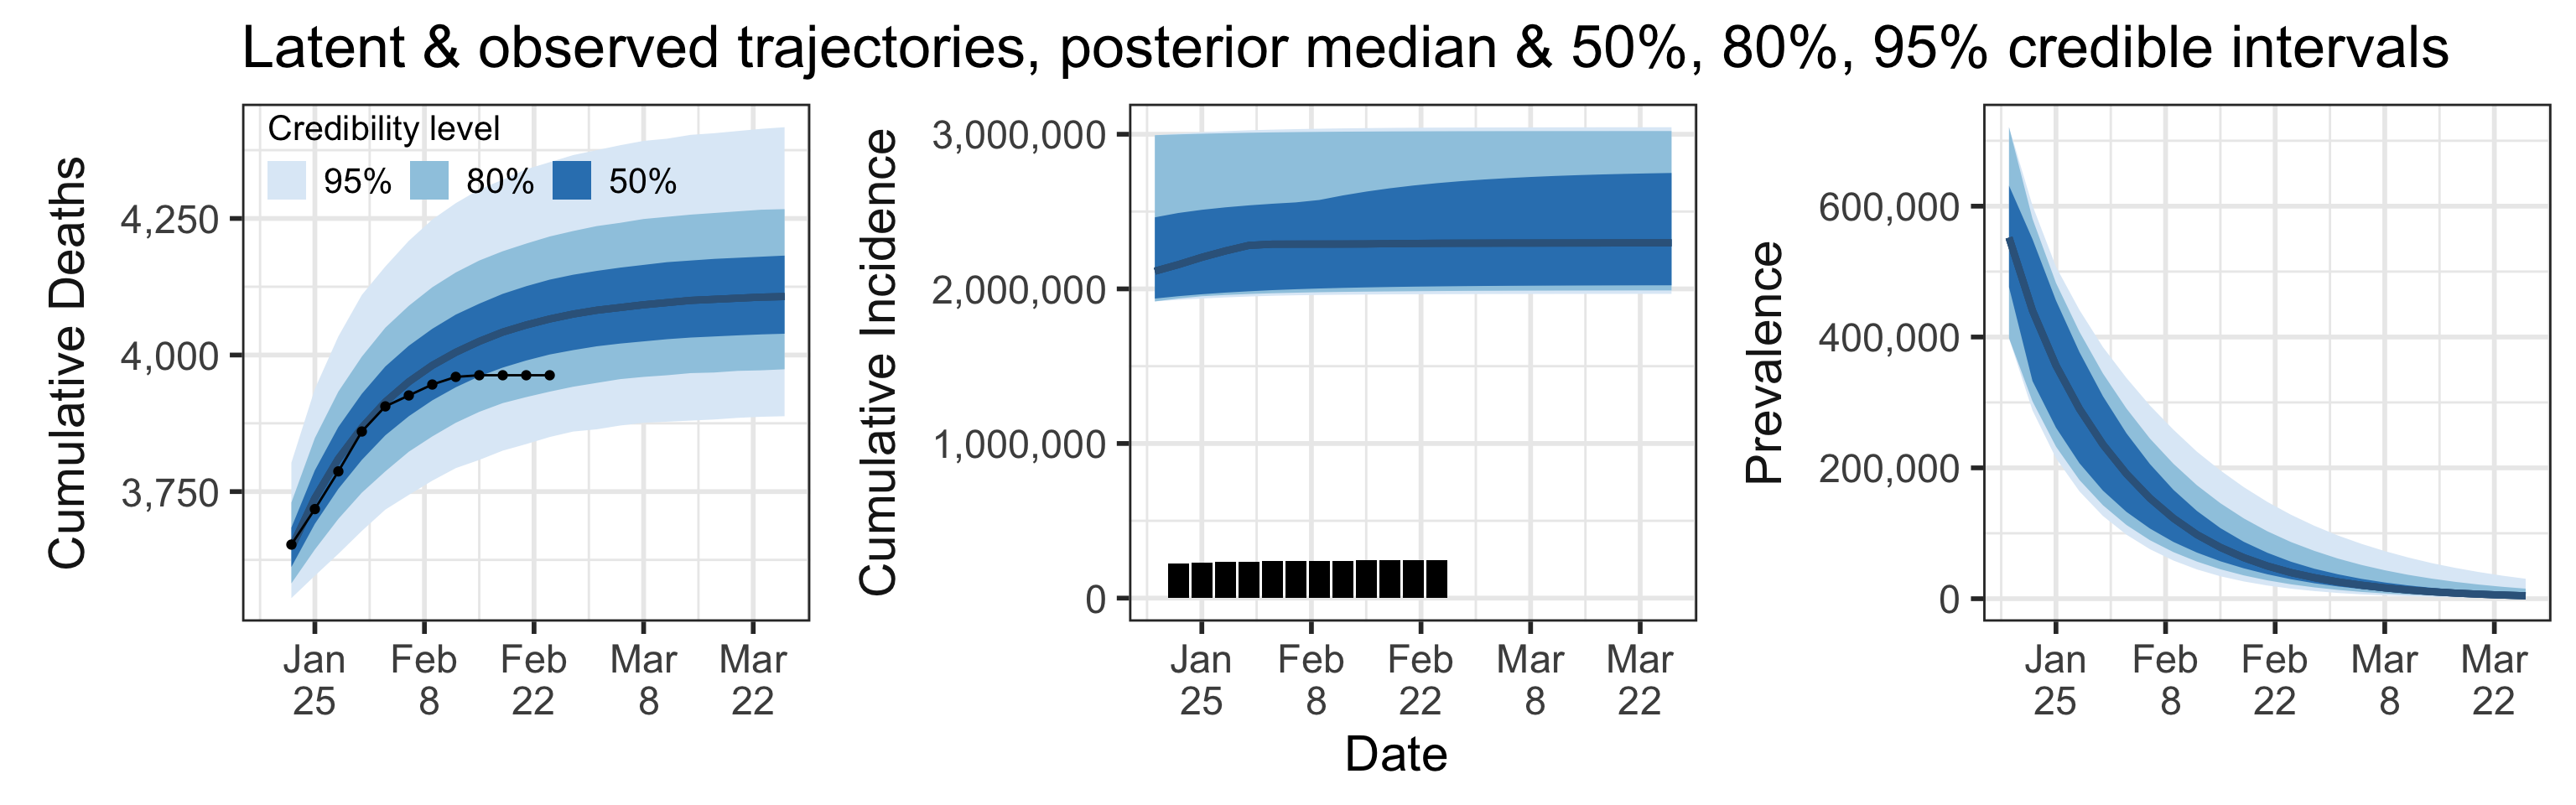 Latent & observed trajectories, posterior median & 50%, 80%, 95% credible intervals
Cumulative Deaths
Credibility level
95% 80% 50%
4,250
4,000
3,750
Jan 25
Feb 8
Feb 22
Mar 8
Mar 22
Cumulative Incidence
3,000,000
2,000,000
1,000,000
0
Jan 25
Feb 8
Feb 22
Mar 8
Mar 22
Date
Prevalence
600,000
400,000
200,000
0
Jan 25
Feb 8
Feb 22
Mar 8
Mar 22